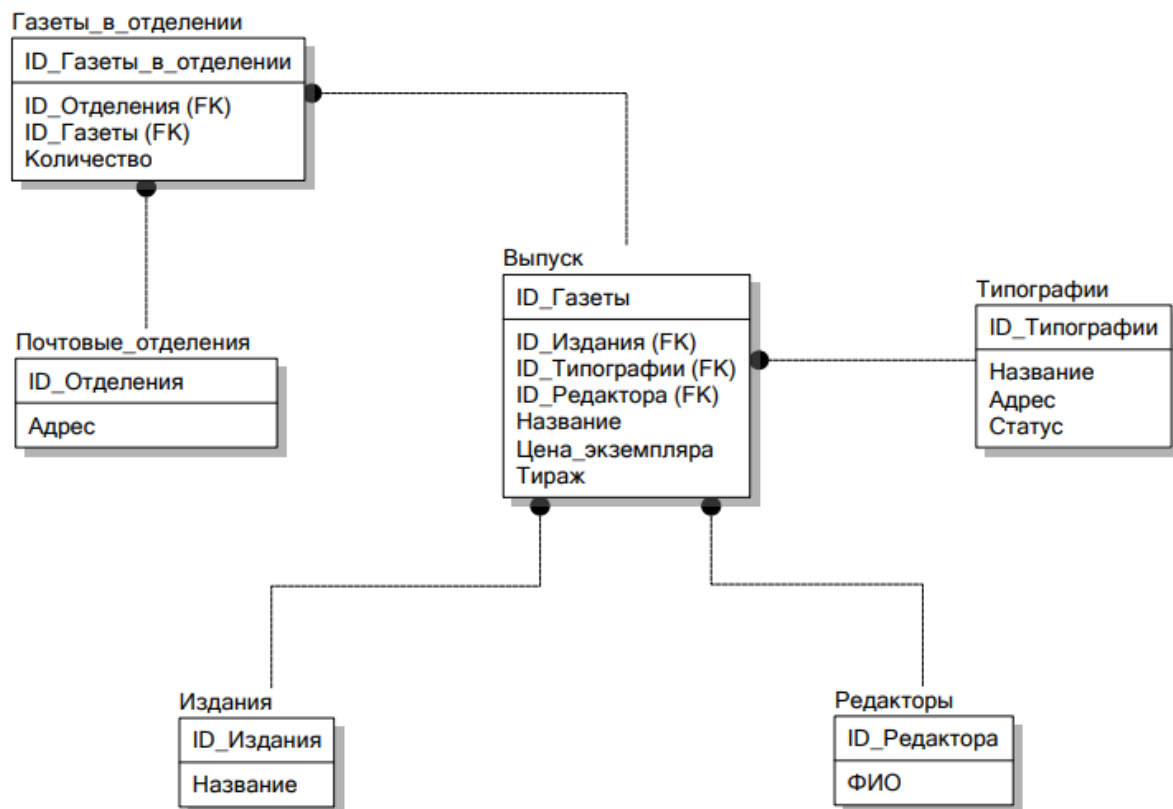 Газеты_в_отделении
ID_Газеты_в_отделении
ID_Отделения (FK)
ID_Газеты (FK)
Количество
Выпуск
ID_Газеты
ID_Издания (FK)
ID_Типографии (FK)
ID_Редактора (FK)
Название
Цена_экземпляра
Тираж
Типографии
ID_Типографии
Название
Адрес
Статус
Почтовые_отделения
ID_Отделения
Адрес
Издания
ID_Издания
Название
Редакторы
ID_Редактора
ФИО